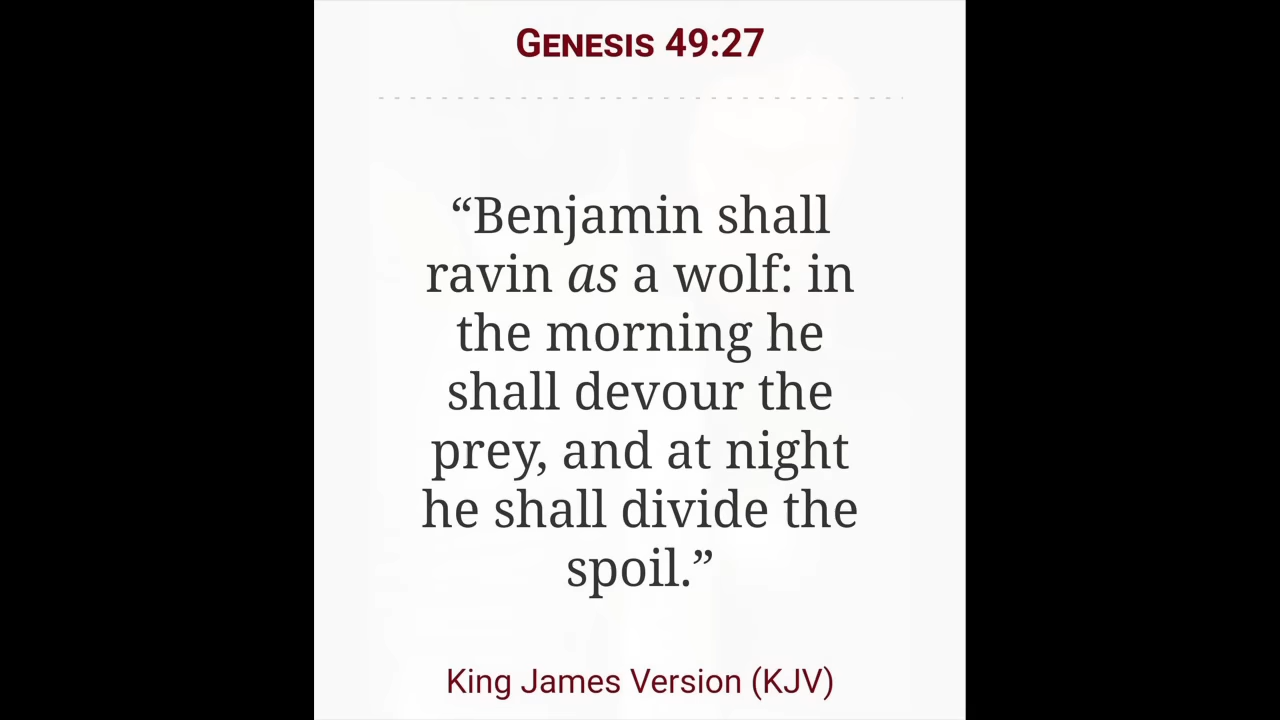 GENESIS 49:27
“Benjamin shall
ravin as a wolf: in
the morning he
shall devour the
prey, and at night
he shall divide the
spoil.”
King James Version (KJV)